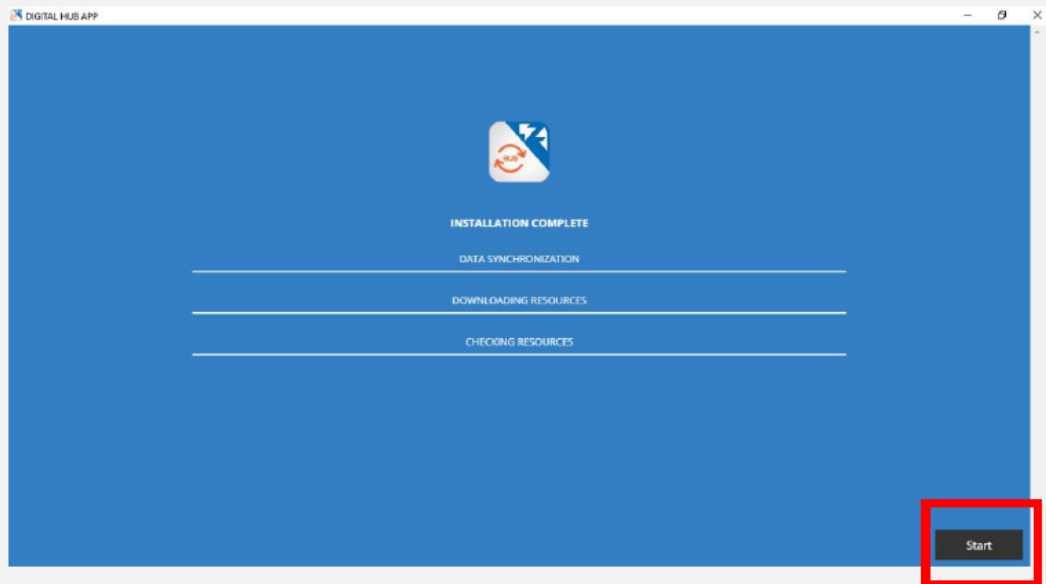 DIGITAL HUB APP
HUB
INSTALLATION COMPLETE
DATA SYNCHRONIZATION
DOWNLOADING RESOURCES
CHECKING RESOURCES
Start